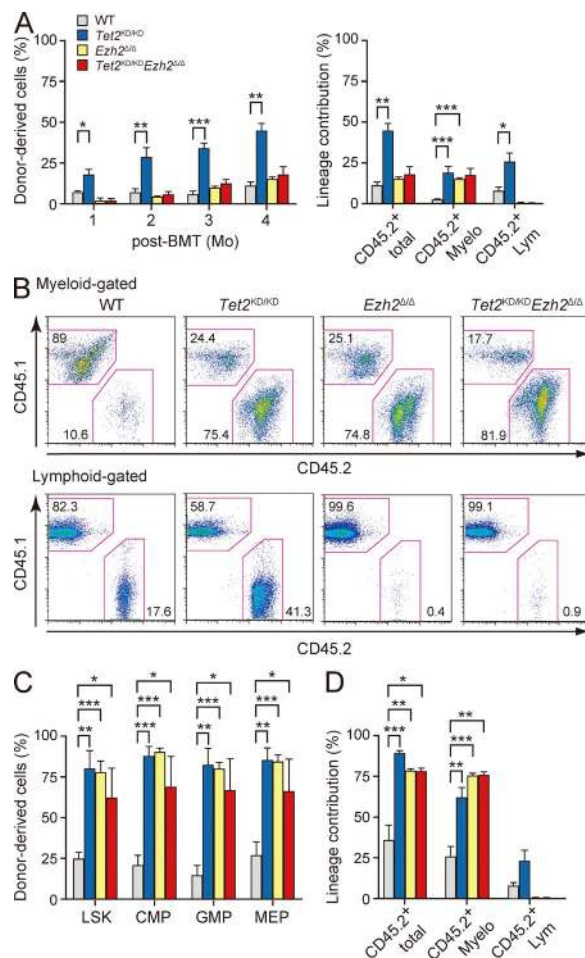 A
WT
Tet2KD/KD
Ezh2Δ/Δ
Tet2KD/KDEzh2Δ/Δ
Donor-derived cells (%)
100
75
50
25
0
*
**
***
**
1 2 3 4
post-BMT (Mo)
Lineage contribution (%)
100
75
50
25
0
**
***
***
*
CD45.2+ total
CD45.2+ Myelo
CD45.2+ Lym
B
Myeloid-gated
WT Tet2KD/KD Ezh2Δ/Δ Tet2KD/KDEzh2Δ/Δ
CD45.1
89 24.4 25.1 17.7
10.6 75.4 74.8 81.9
CD45.2
Lymphoid-gated
CD45.1
82.3 58.7 99.6 99.1
17.6 41.3 0.4 0.9
CD45.2
C
Donor-derived cells (%)
100
75
50
25
0
* * * *
*** *** *** ***
** *** ** **
LSK CMP GMP MEP
D
Lineage contribution (%)
100
75
50
25
0
*
**
***
**
***
**
CD45.2+ total
CD45.2+ Myelo
CD45.2+ Lym